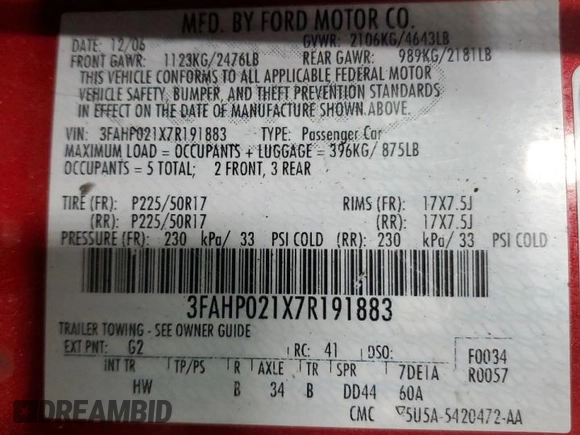 MFD. BY FORD MOTOR CO.
DATE: 12/06 GVWR: 2106KG/4643LB
FRONT GAWR: 1123KG/2476LB REAR GAWR: 989KG/2181LB
THIS VEHICLE CONFORMS TO ALL APPLICABLE FEDERAL MOTOR
VEHICLE SAFETY, BUMPER, AND THEFT PREVENTION STANDARDS
IN EFFECT ON THE DATE OF MANUFACTURE SHOWN ABOVE.
VIN: 3FAHP021X7R191883 TYPE: Passenger Car
MAXIMUM LOAD = OCCUPANTS + LUGGAGE = 396KG/ 875LB
OCCUPANTS = 5 TOTAL; 2 FRONT, 3 REAR
TIRE (FR): P225/50R17 RIMS (FR): 17X7.5J
(RR): P225/50R17 (RR): 17X7.5J
PRESSURE (FR): 230 kPa/ 33 PSI COLD (RR): 230 kPa/ 33 PSI COLD
3FAHP021X7R191883
TRAILER TOWING - SEE OWNER GUIDE
EXT PNT: G2 RC: 41 DSO: F0034
INT TR TP/PS R AXLE TR SPR 7DE1A R0057
HW B 34 B DD44 60A
CMC 5U5A-5420472-AA
DREAMBID